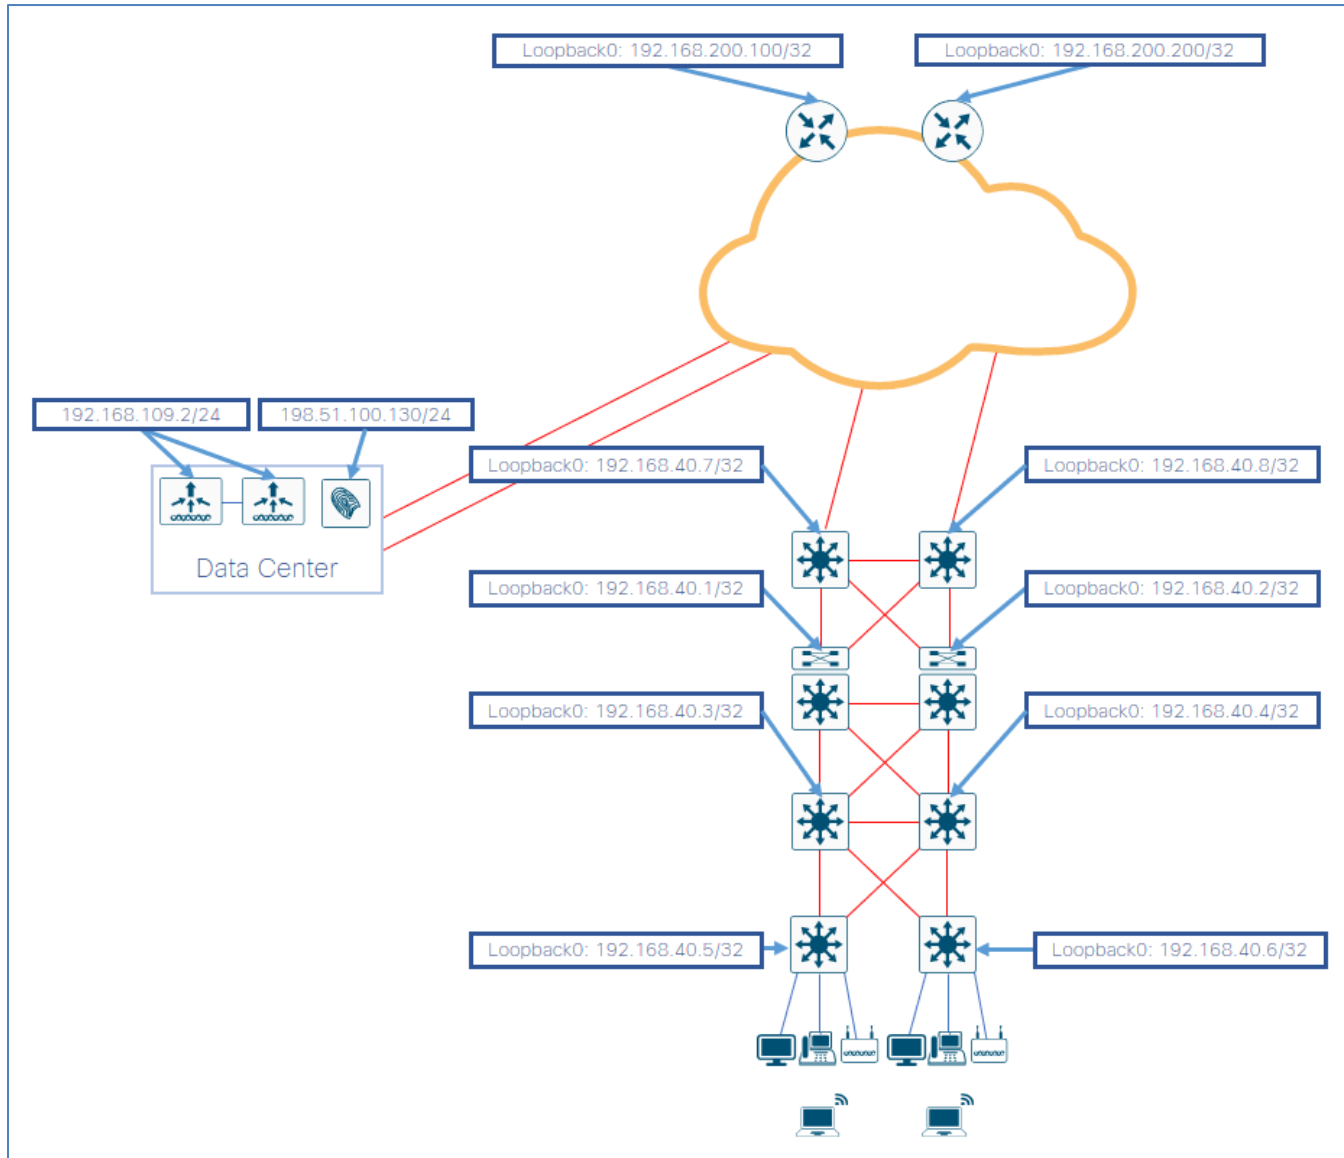 Loopback0: 192.168.200.100/32
Loopback0: 192.168.200.200/32
192.168.109.2/24
198.51.100.130/24
Loopback0: 192.168.40.7/32
Loopback0: 192.168.40.8/32
Data Center
Loopback0: 192.168.40.1/32
Loopback0: 192.168.40.2/32
Loopback0: 192.168.40.3/32
Loopback0: 192.168.40.4/32
Loopback0: 192.168.40.5/32
Loopback0: 192.168.40.6/32